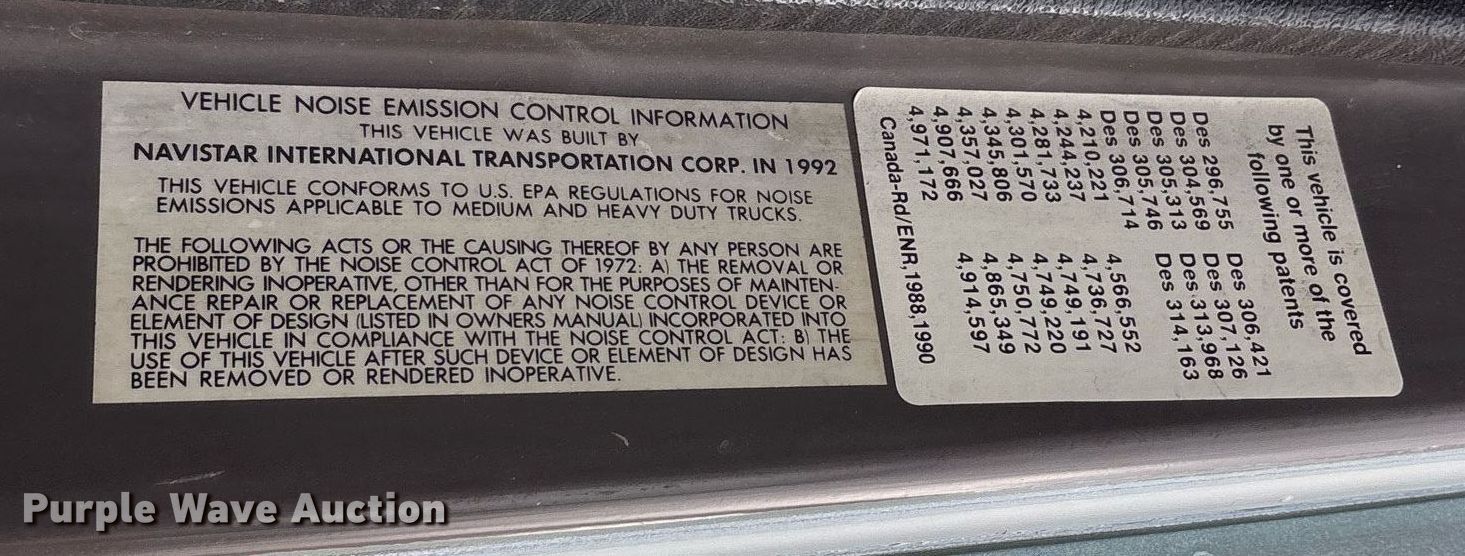 VEHICLE NOISE EMISSION CONTROL INFORMATION
THIS VEHICLE WAS BUILT BY
NAVISTAR INTERNATIONAL TRANSPORTATION CORP. IN 1992
THIS VEHICLE CONFORMS TO U.S. EPA REGULATIONS FOR NOISE
EMISSIONS APPLICABLE TO MEDIUM AND HEAVY DUTY TRUCKS.
THE FOLLOWING ACTS OR THE CAUSING THEREOF BY ANY PERSON ARE
PROHIBITED BY THE NOISE CONTROL ACT OF 1972: A) THE REMOVAL OR
RENDERING INOPERATIVE, OTHER THAN FOR THE PURPOSES OF MAINTEN-
ANCE REPAIR OR REPLACEMENT OF ANY NOISE CONTROL DEVICE OR
ELEMENT OF DESIGN (LISTED IN OWNERS MANUAL) INCORPORATED INTO
THIS VEHICLE IN COMPLIANCE WITH THE NOISE CONTROL ACT: B) THE
USE OF THIS VEHICLE AFTER SUCH DEVICE OR ELEMENT OF DESIGN HAS
BEEN REMOVED OR RENDERED INOPERATIVE.
This vehicle is covered
by one or more of the
following patents
Des 296,755 Des 306,421
Des 304,569 Des 307,126
Des 305,313 Des 313,968
Des 305,746 Des 314,163
Des 306,714
4,210,221 4,566,552
4,244,237 4,736,727
4,281,733 4,749,191
4,301,570 4,749,220
4,345,806 4,750,772
4,357,027 4,865,349
4,907,666 4,914,597
4,971,172
Canada-Rd/ENR,1988,1990
Purple Wave Auction